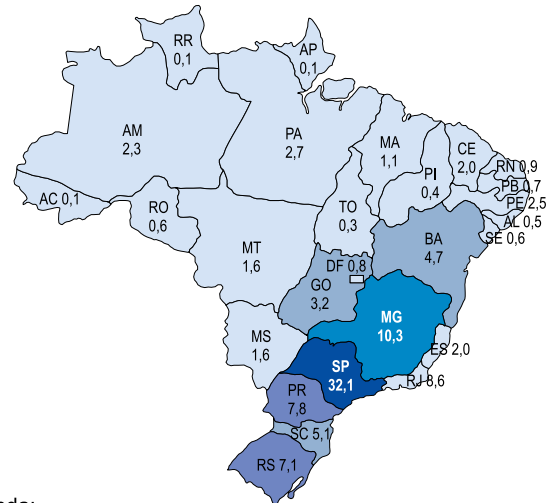 RR
0,1
AP
0,1
AM
2,3
PA
2,7
MA
1,1
CE
2,0
RN 0,9
PI
0,4
PB 0,7
PE 2,5
AC 0,1
RO
0,6
TO
0,3
AL 0,5
SE 0,6
MT
1,6
BA
4,7
DF 0,8
GO
3,2
MG
10,3
MS
1,6
ES 2,0
SP
32,1
RJ 8,6
PR
7,8
SC 5,1
RS 7,1